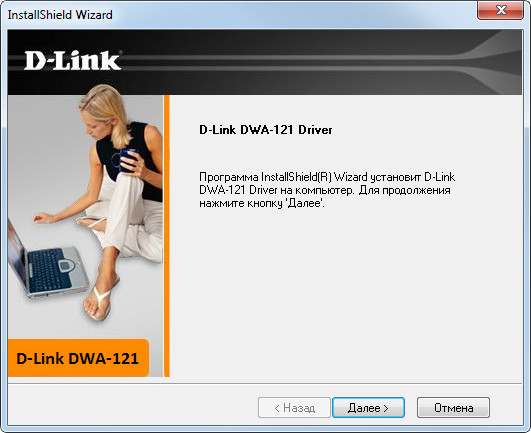 InstallShield Wizard
D-Link
D-Link DWA-121 Driver
Программа InstallShield(R) Wizard установит D-Link
DWA-121 Driver на компьютер. Для продолжения
нажмите кнопку 'Далее'.
D-Link DWA-121
< Назад
Далее >
Отмена